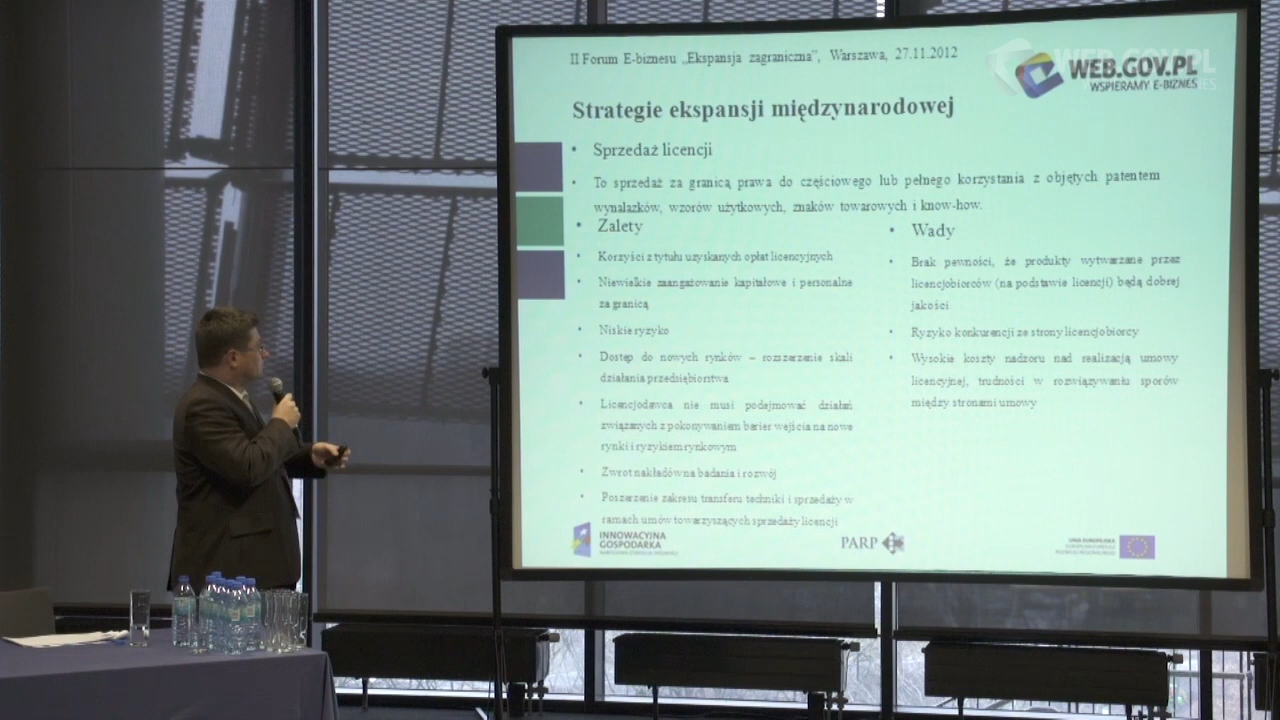 II Forum E-biznesu „Ekspansja zagraniczna”, Warszawa, 27.11.2012
WEB.GOV.PL
WSPIERAMY E-BIZNES
Strategie ekspansji międzynarodowej
• Sprzedaż licencji
• To sprzedaż za granicą prawa do częściowego lub pełnego korzystania z objętych patentem
wynalazków, wzorów użytkowych, znaków towarowych i know-how.
• Zalety
• Korzyści z tytułu uzyskanych opłat licencyjnych
• Niewielkie zaangażowanie kapitałowe i personalne
za granicą
• Niskie ryzyko
• Dostęp do nowych rynków – rozszerzenie skali
działania przedsiębiorstwa
• Licencjodawca nie musi podejmować działań
związanych z pokonywaniem barier wejścia na nowe
rynki i ryzykiem rynkowym
• Zwrot nakładów na badania i rozwój
• Poszerzenie zakresu transferu techniki i sprzedaży w
ramach umów towarzyszących sprzedaży licencji
• Wady
• Brak pewności, że produkty wytwarzane przez
licencjobiorców (na podstawie licencji) będą dobrej
jakości
• Ryzyko konkurencji ze strony licencjobiorcy
• Wysokie koszty nadzoru nad realizacją umowy
licencyjnej, trudności w rozwiązywaniu sporów
między stronami umowy
INNOWACYJNA
GOSPODARKA
PARP
UNIA EUROPEJSKA